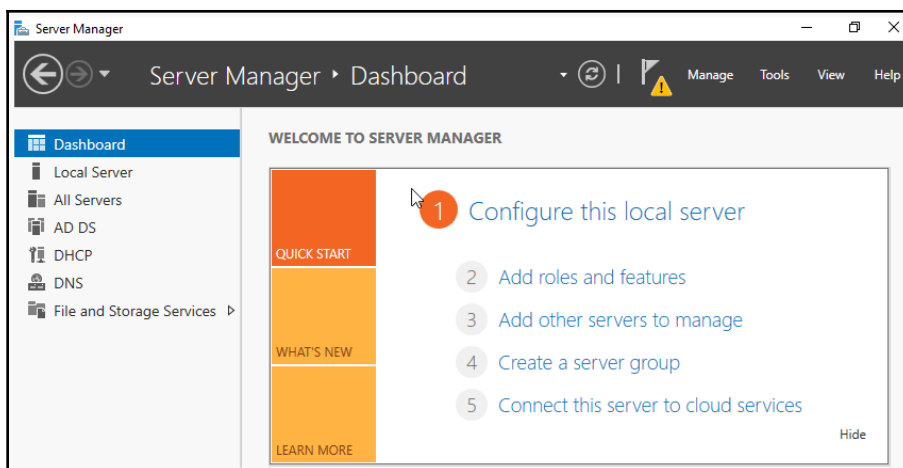 Server Manager
Server Manager ‣ Dashboard
Manage Tools View Help
Dashboard
Local Server
All Servers
AD DS
DHCP
DNS
File and Storage Services
WELCOME TO SERVER MANAGER
QUICK START
WHAT'S NEW
LEARN MORE
1 Configure this local server
2 Add roles and features
3 Add other servers to manage
4 Create a server group
5 Connect this server to cloud services
Hide